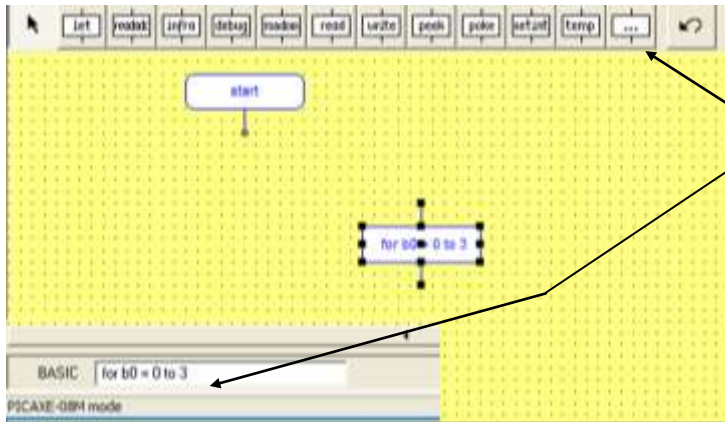 let readadc infra debug random read write peek poke setint temp ...
start
for b0 = 0 to 3
BASIC for b0 = 0 to 3
PICAXE-08M mode